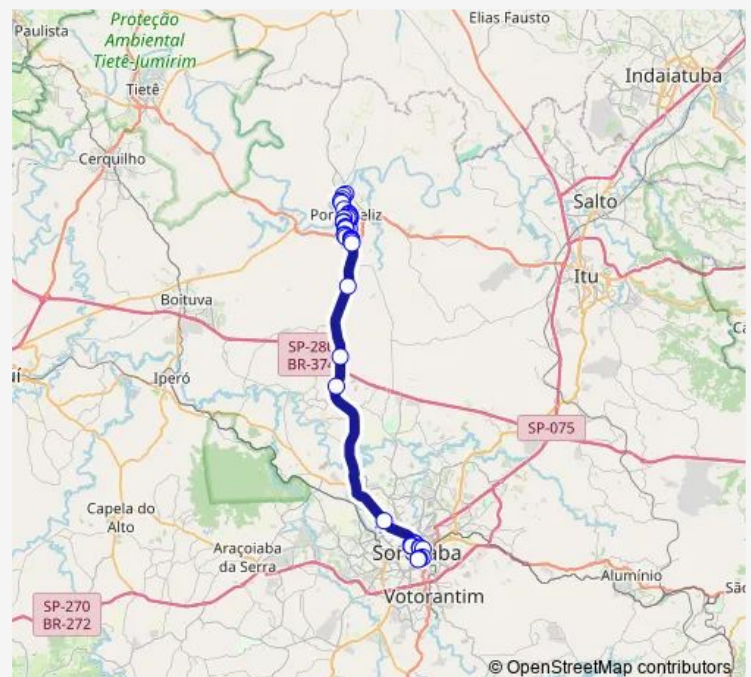 Paulista
Proteção
Ambiental
Tietê-Jumirim
Elias Fausto
Indaiatuba
Tietê
Cerquilho
Salto
Itu
Boituva
SP-280
BR-374
Iperó
SP-075
Capela do
Alto
Araçoiaba
da Serra
Alumínio
Votorantim
SP-270
BR-272
© OpenStreetMap contributors